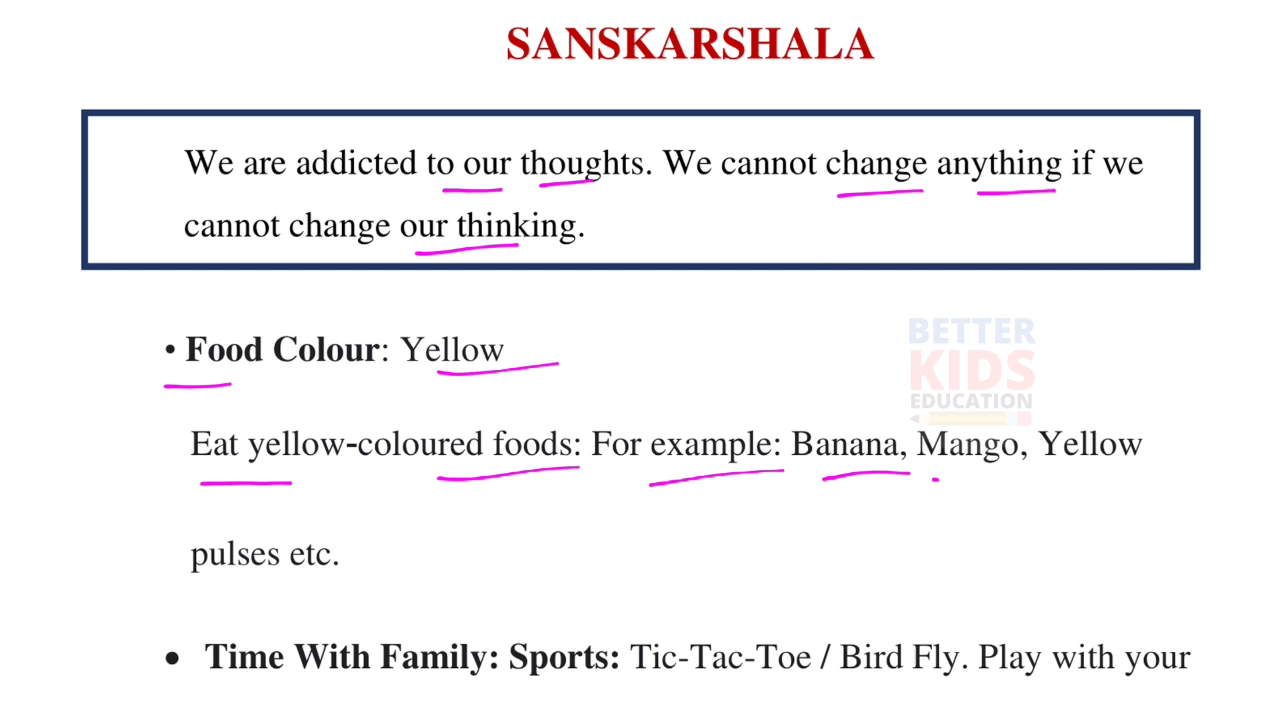 SANSKARSHALA
We are addicted to our thoughts. We cannot change anything if we
cannot change our thinking.
• Food Colour: Yellow
BETTER
KIDS
EDUCATION
Eat yellow-coloured foods: For example: Banana, Mango, Yellow
pulses etc.
• Time With Family: Sports: Tic-Tac-Toe / Bird Fly. Play with your